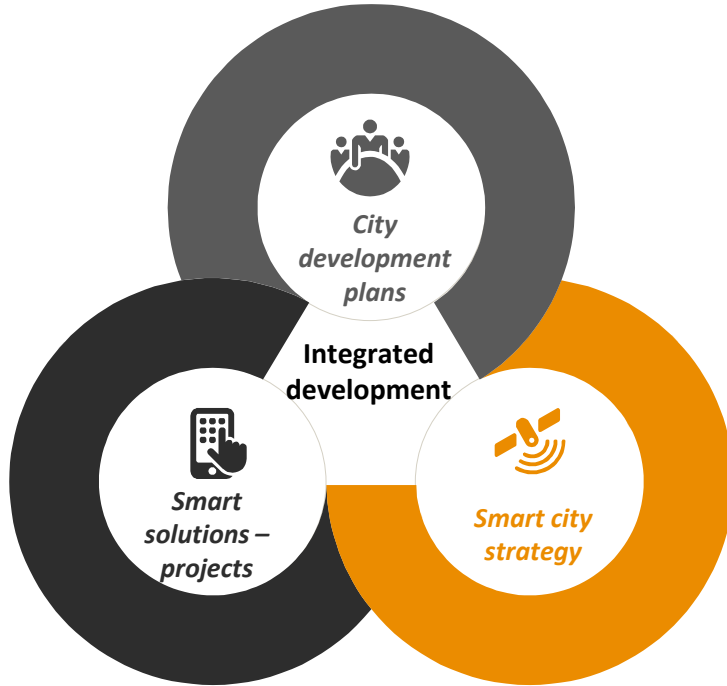 City
development
plans
Integrated
development
Smart
solutions –
projects
Smart city
strategy